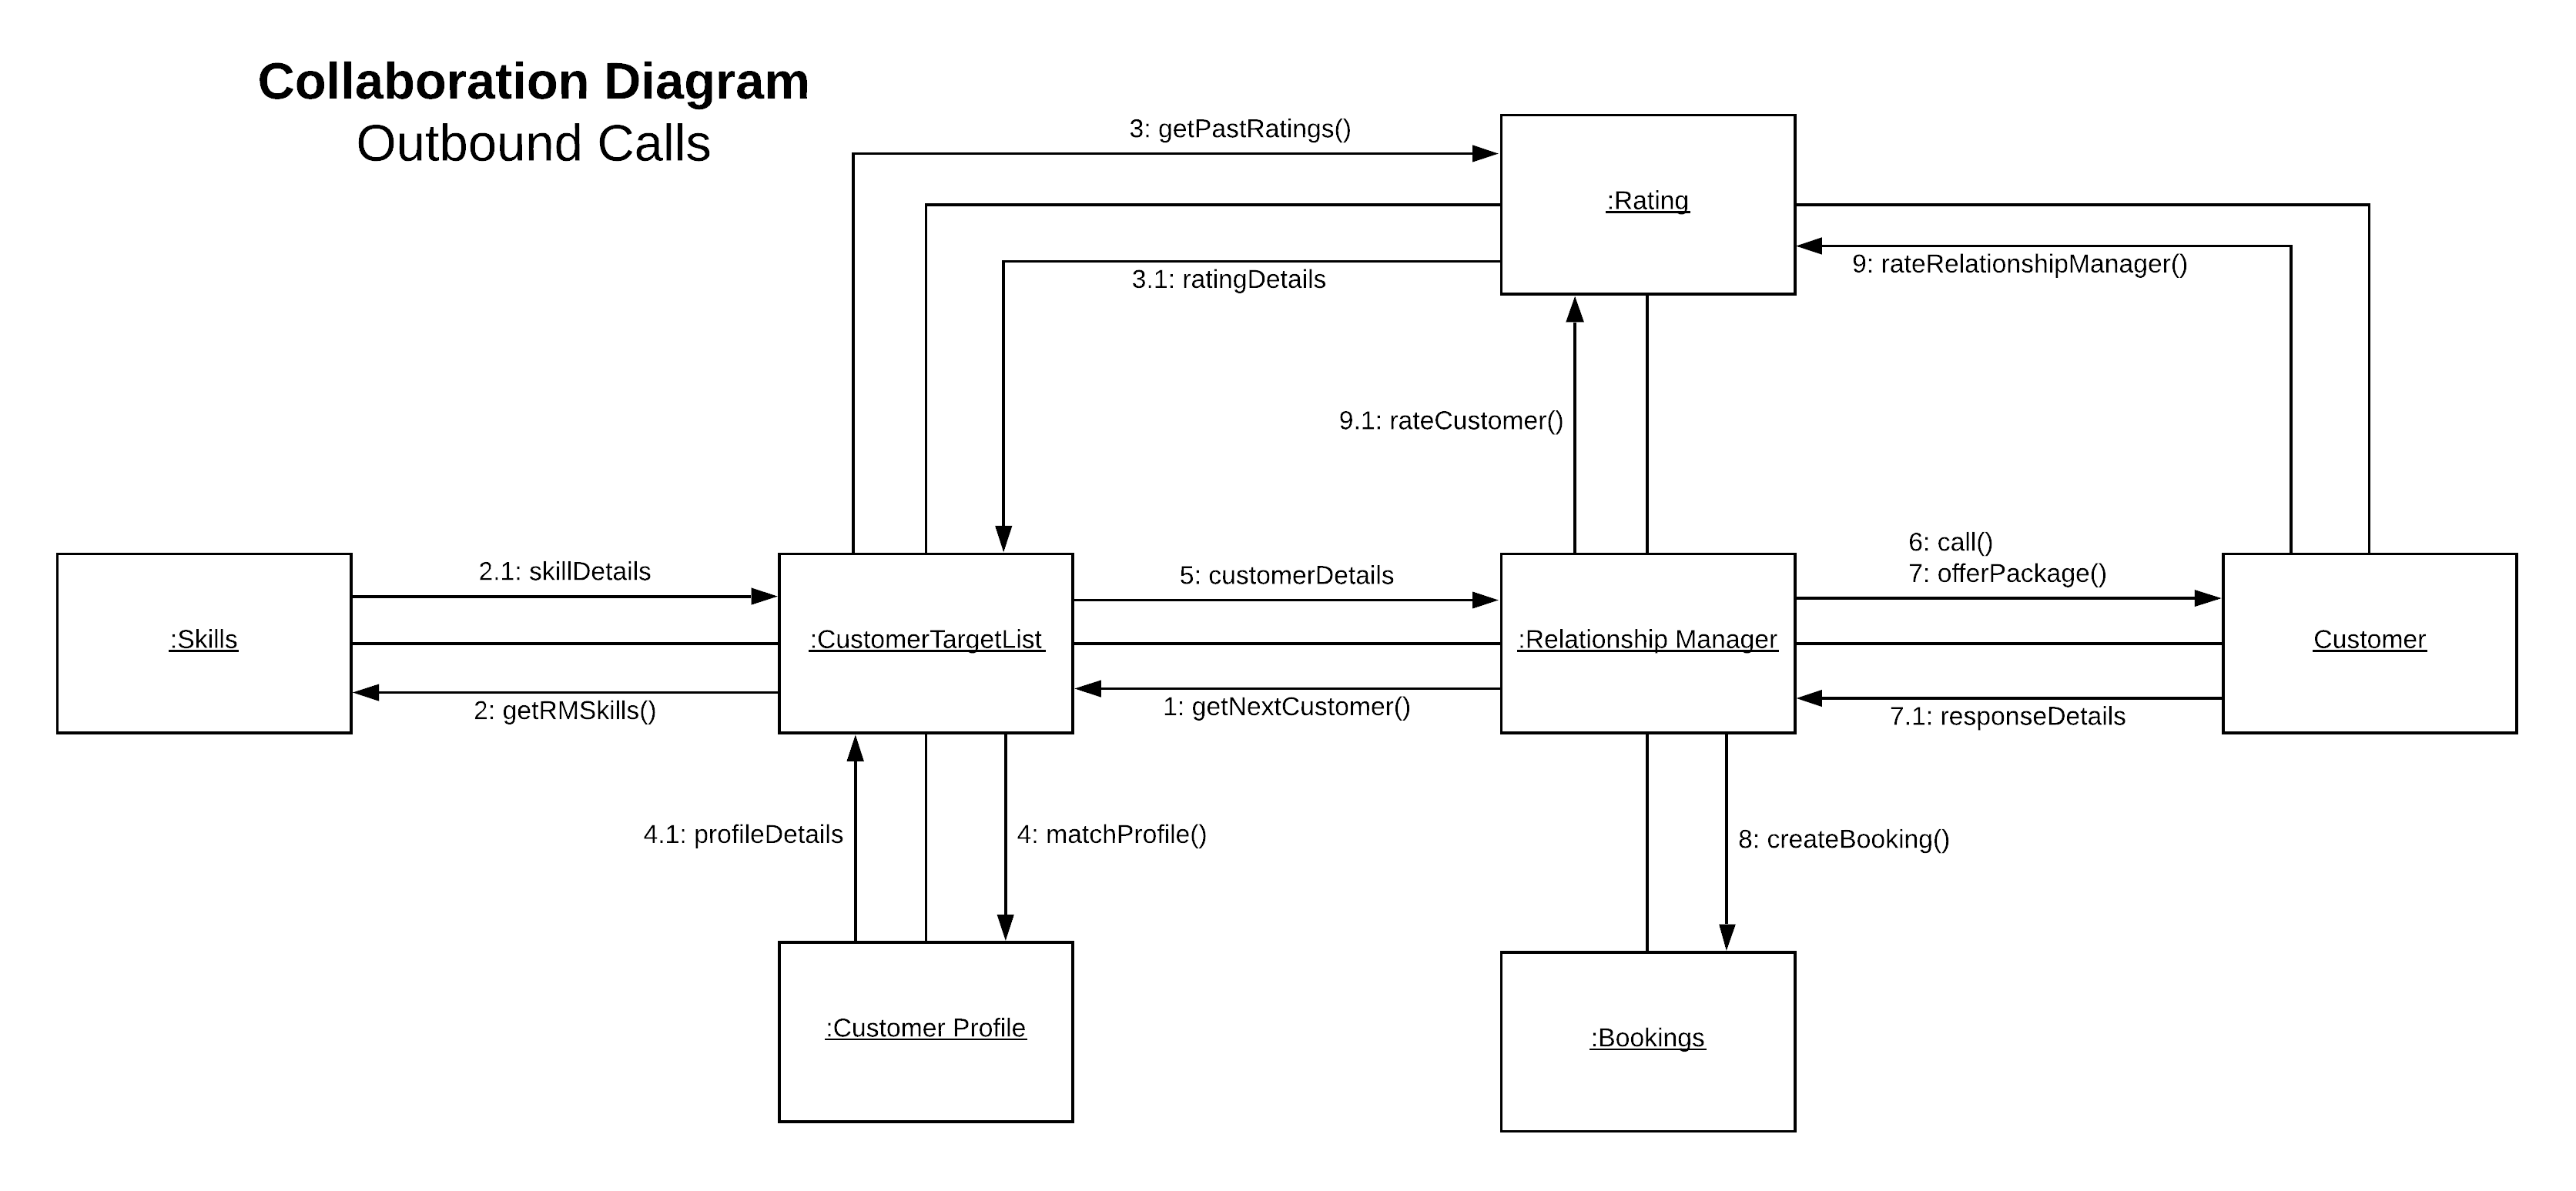 Collaboration Diagram
Outbound Calls
3: getPastRatings()
:Rating
9: rateRelationshipManager()
3.1: ratingDetails
9.1: rateCustomer()
6: call()
7: offerPackage()
2.1: skillDetails
5: customerDetails
:Skills
:CustomerTargetList
:Relationship Manager
Customer
2: getRMSkills()
1: getNextCustomer()
7.1: responseDetails
4.1: profileDetails
4: matchProfile()
8: createBooking()
:Customer Profile
:Bookings